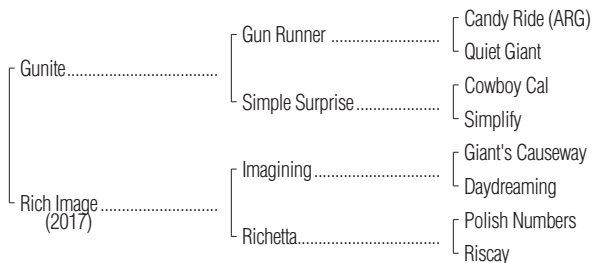 Candy Ride (ARG)
Gun Runner ..............................
Quiet Giant
Gunite..........................................
Cowboy Cal
Simple Surprise .......................
Simplify
Giant's Causeway
Imagining ..................................
Daydreaming
Rich Image ................................
(2017)
Polish Numbers
Richetta.......................................
Riscay